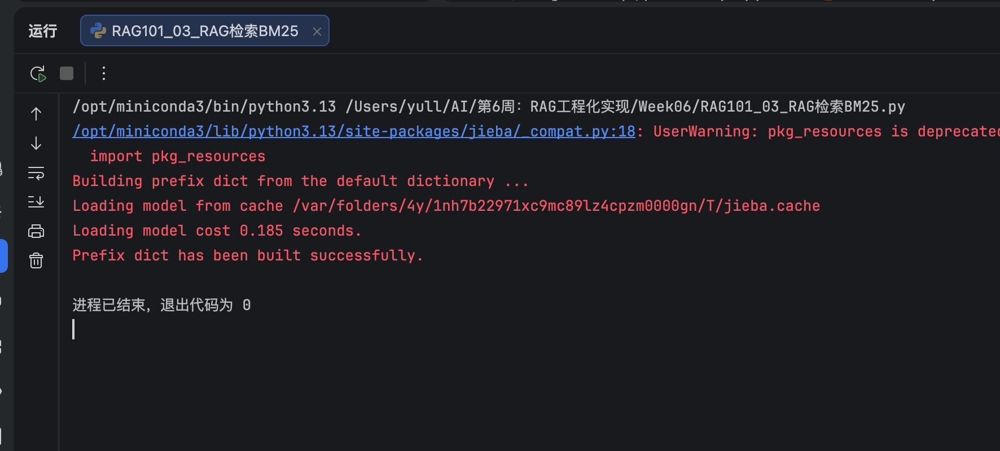 运行
RAG101_03_RAG检索BM25
/opt/miniconda3/bin/python3.13 /Users/yull/AI/第6周：RAG工程化实现/Week06/RAG101_03_RAG检索BM25.py
/opt/miniconda3/lib/python3.13/site-packages/jieba/_compat.py:18: UserWarning: pkg_resources is deprecated
import pkg_resources
Building prefix dict from the default dictionary ...
Loading model from cache /var/folders/4y/1nh7b22971xc9mc89lz4cpzm0000gn/T/jieba.cache
Loading model cost 0.185 seconds.
Prefix dict has been built successfully.
进程已结束，退出代码为 0